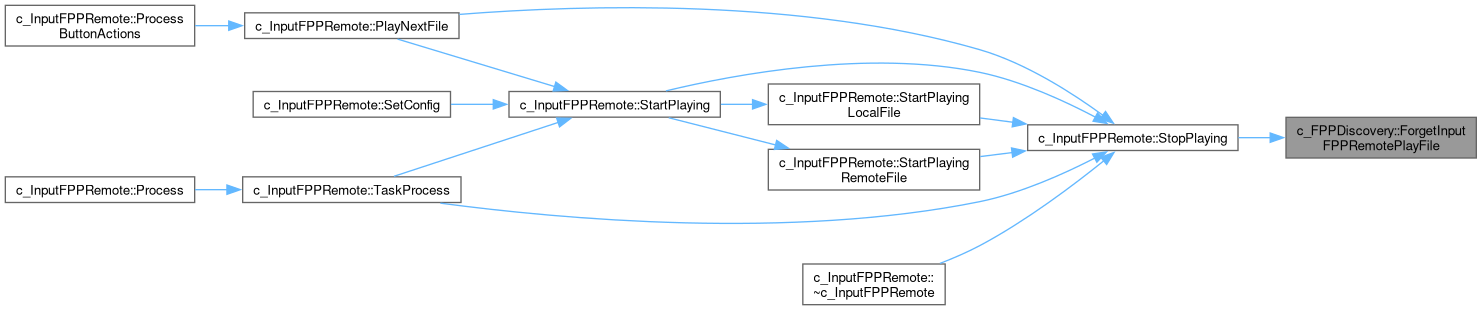 c_InputFPPRemote::Process
ButtonActions
c_InputFPPRemote::PlayNextFile
c_InputFPPRemote::SetConfig
c_InputFPPRemote::StartPlaying
c_InputFPPRemote::StartPlaying
LocalFile
c_InputFPPRemote::StopPlaying
c_FPPDiscovery::ForgetInput
FPPRemotePlayFile
c_InputFPPRemote::StartPlaying
RemoteFile
c_InputFPPRemote::Process
c_InputFPPRemote::TaskProcess
c_InputFPPRemote::
~c_InputFPPRemote